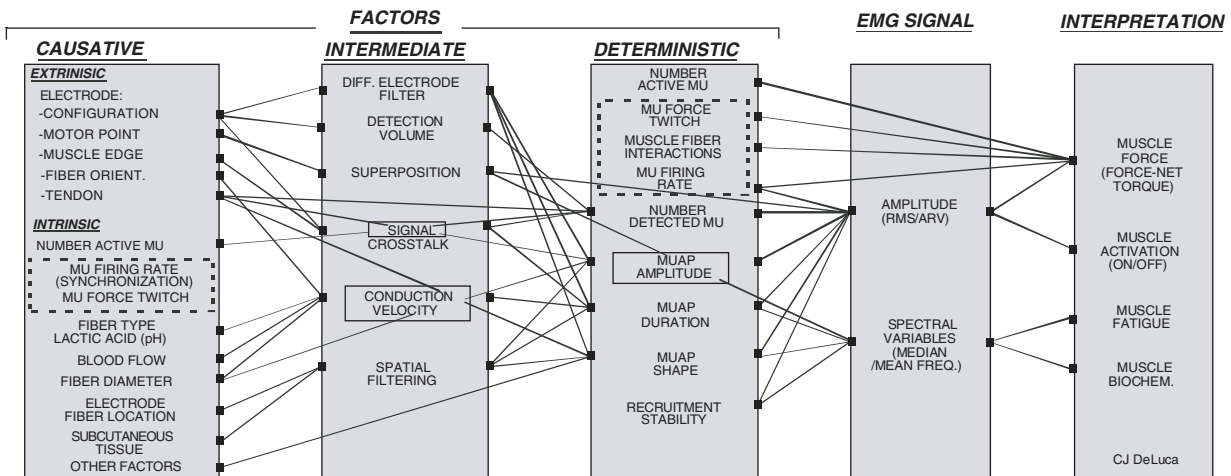 FACTORS
EMG SIGNAL
INTERPRETATION
CAUSATIVE
INTERMEDIATE
DETERMINISTIC
EXTRINISIC
ELECTRODE:
-CONFIGURATION
-MOTOR POINT
-MUSCLE EDGE
-FIBER ORIENT.
-TENDON
INTRINSIC
NUMBER ACTIVE MU
MU FIRING RATE
(SYNCHRONIZATION)
MU FORCE TWITCH
FIBER TYPE
LACTIC ACID (pH)
BLOOD FLOW
FIBER DIAMETER
ELECTRODE
FIBER LOCATION
SUBCUTANEOUS
TISSUE
OTHER FACTORS
DIFF. ELECTRODE
FILTER
DETECTION
VOLUME
SUPERPOSITION
SIGNAL
CROSSTALK
CONDUCTION
VELOCITY
SPATIAL
FILTERING
NUMBER
ACTIVE MU
MU FORCE
TWITCH
MUSCLE FIBER
INTERACTIONS
MU FIRING
RATE
NUMBER
DETECTED MU
MUAP
AMPLITUDE
MUAP
DURATION
MUAP
SHAPE
RECRUITMENT
STABILITY
AMPLITUDE
(RMS/ARV)
SPECTRAL
VARIABLES
(MEDIAN
/MEAN FREQ.)
MUSCLE
FORCE
(FORCE-NET
TORQUE)
MUSCLE
ACTIVATION
(ON/OFF)
MUSCLE
FATIGUE
MUSCLE
BIOCHEM.
CJ DeLuca